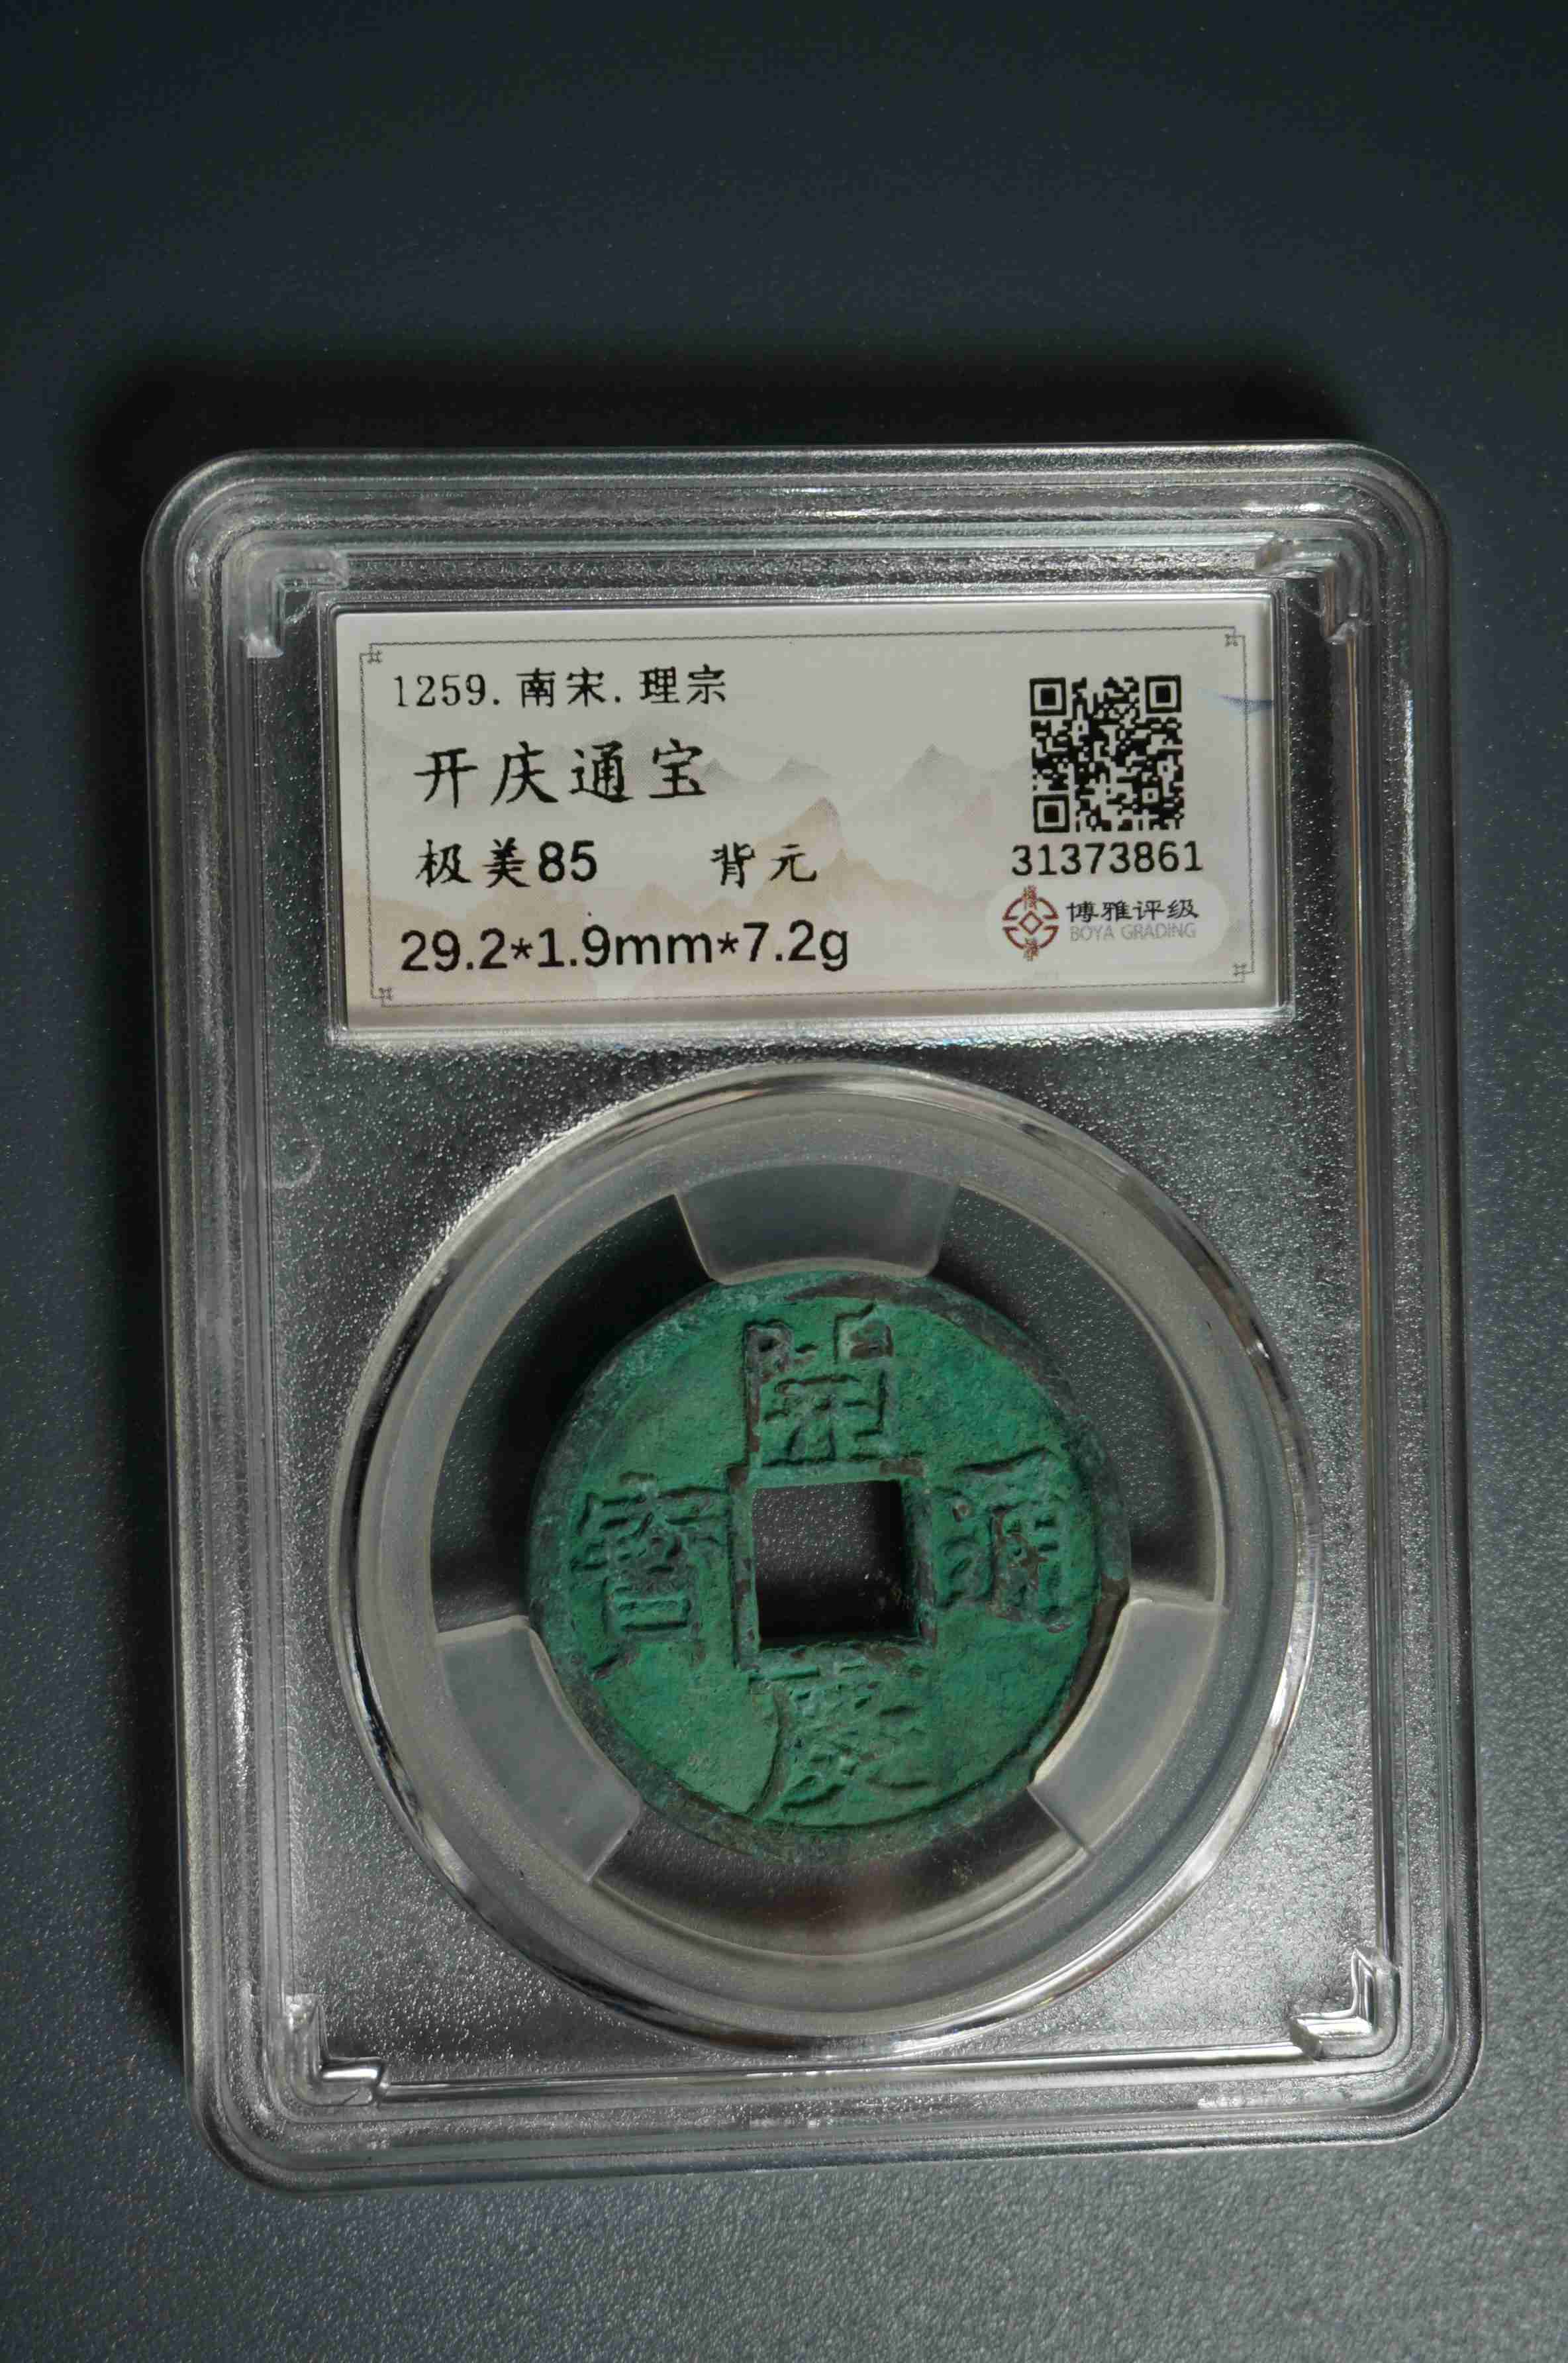 1259.南宋.理宗
开庆通宝
极美85 背元
29.2*1.9mm*7.2g
31373861
博雅评级
BOYA GRADING
開
慶
通
寶